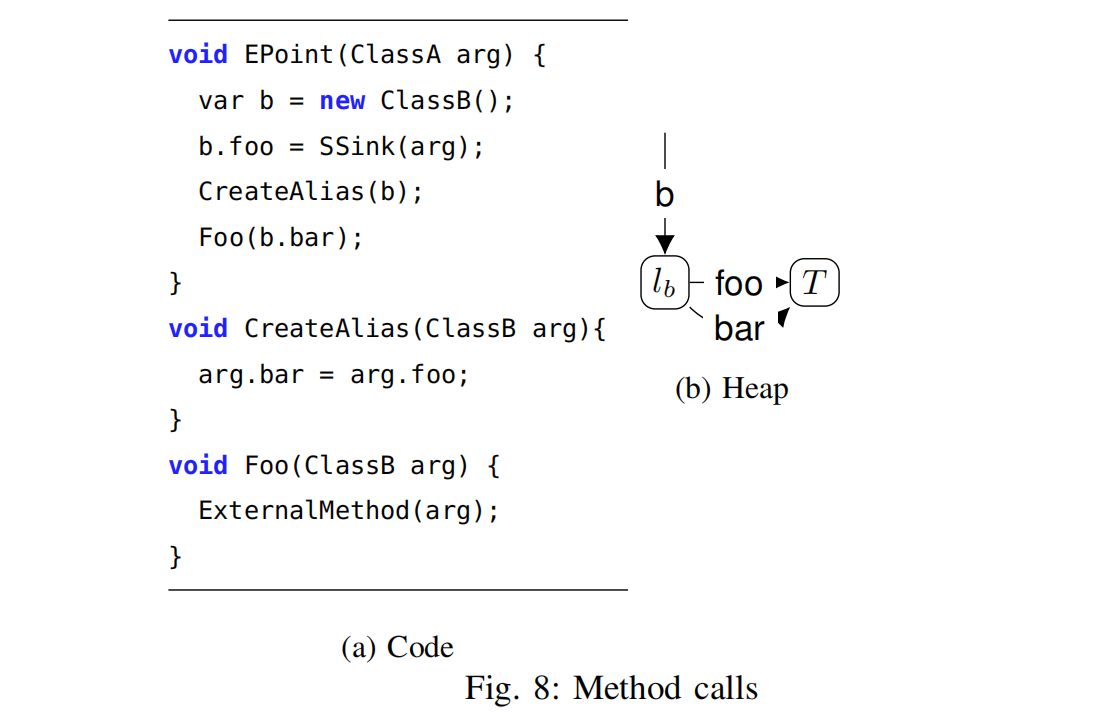 void EPoint(ClassA arg) {
var b = new ClassB();
b.foo = SSink(arg);
CreateAlias(b);
Foo(b.bar);
}
void CreateAlias(ClassB arg){
arg.bar = arg.foo;
}
void Foo(ClassB arg) {
ExternalMethod(arg);
}
(a) Code
b
l_b foo T
bar
(b) Heap
Fig. 8: Method calls